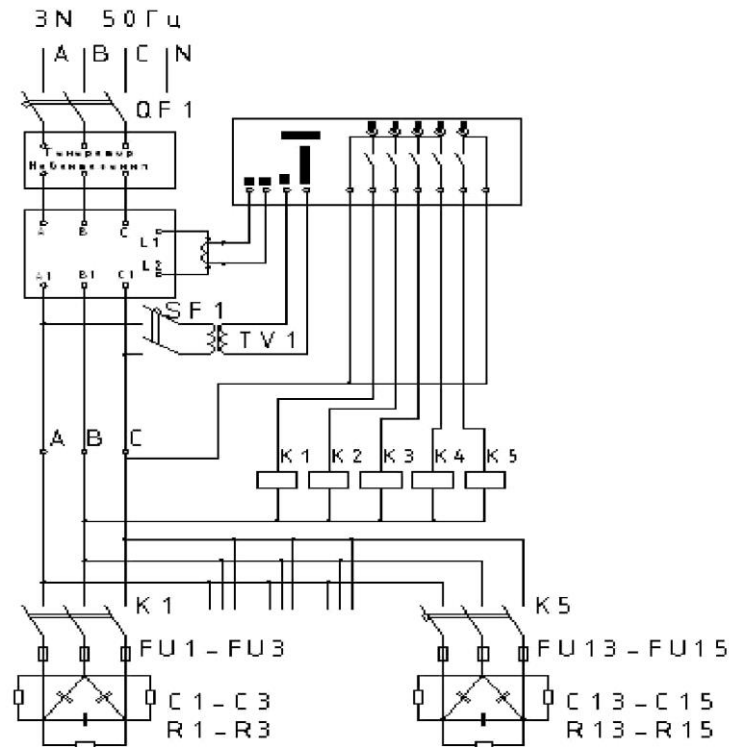 3N 50Гц
A B C N
QF1
Генератор
A B C
L1
L2
A1 B1 C1
SF1
TV1
A B C
K1 K2 K3 K4 K5
K1
K5
FU1-FU3
FU13-FU15
C1-C3
C13-C15
R1-R3
R13-R15